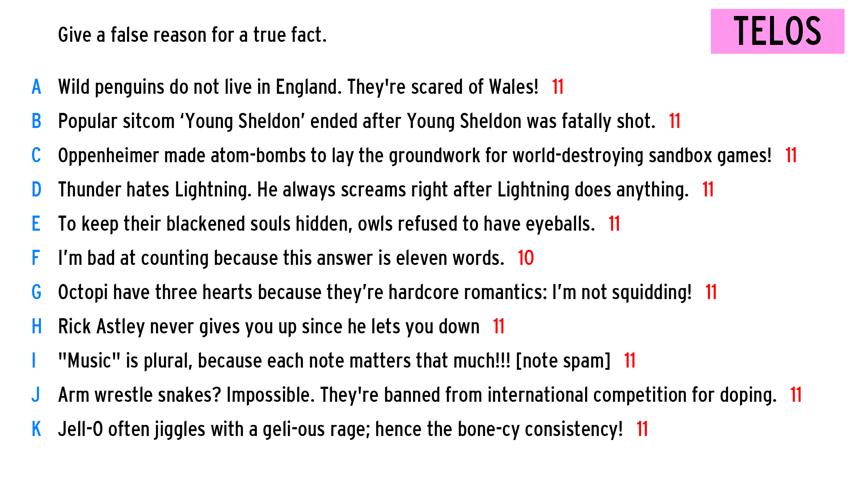 Give a false reason for a true fact.
TELOS
A Wild penguins do not live in England. They're scared of Wales! 11
B Popular sitcom ‘Young Sheldon’ ended after Young Sheldon was fatally shot. 11
C Oppenheimer made atom-bombs to lay the groundwork for world-destroying sandbox games! 11
D Thunder hates Lightning. He always screams right after Lightning does anything. 11
E To keep their blackened souls hidden, owls refused to have eyeballs. 11
F I’m bad at counting because this answer is eleven words. 10
G Octopi have three hearts because they’re hardcore romantics: I’m not squidding! 11
H Rick Astley never gives you up since he lets you down 11
I "Music" is plural, because each note matters that much!!! [note spam] 11
J Arm wrestle snakes? Impossible. They're banned from international competition for doping. 11
K Jell-O often jiggles with a geli-ous rage; hence the bone-cy consistency! 11